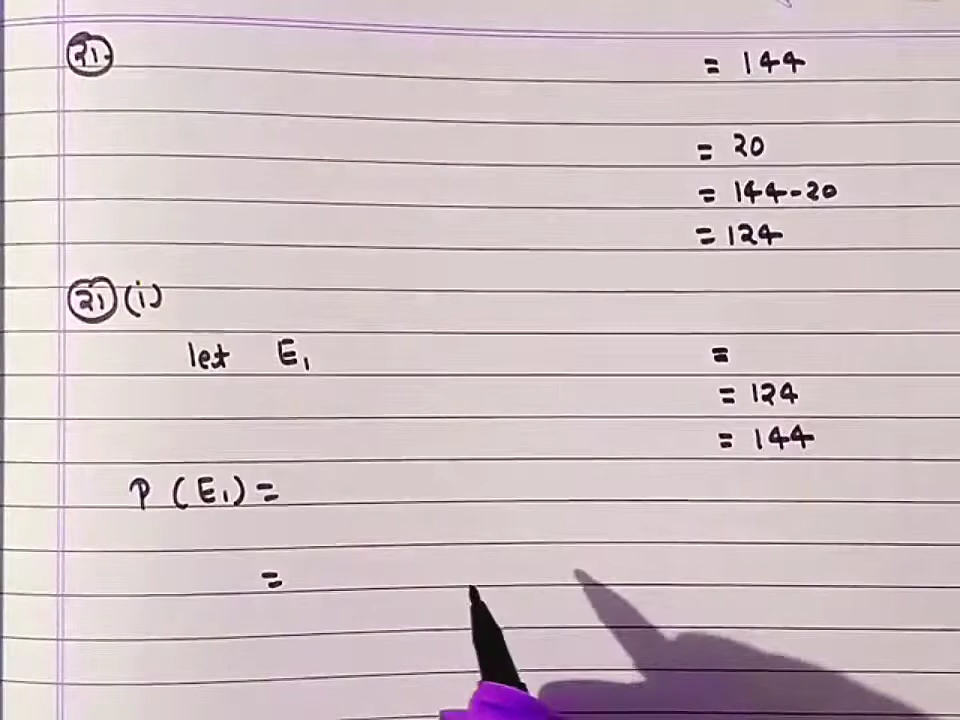 21. = 144
= 20
= 144-20
= 124
21 (i)
let E₁ =
= 124
= 144
P (E₁) =
=